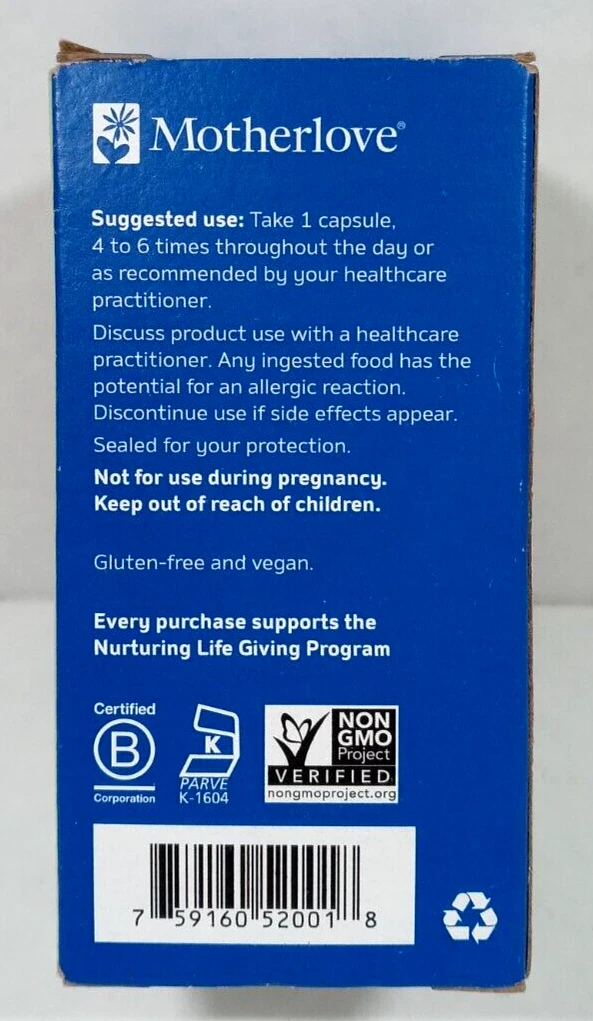 Motherlove®
Suggested use: Take 1 capsule,
4 to 6 times throughout the day or
as recommended by your healthcare
practitioner.
Discuss product use with a healthcare
practitioner. Any ingested food has the
potential for an allergic reaction.
Discontinue use if side effects appear.
Sealed for your protection.
Not for use during pregnancy.
Keep out of reach of children.
Gluten-free and vegan.
Every purchase supports the
Nurturing Life Giving Program
Certified
B
Corporation
K
PARVE
K-1604
NON
GMO
Project
VERIFIED
nongmoproject.org
7 59160 52001 8